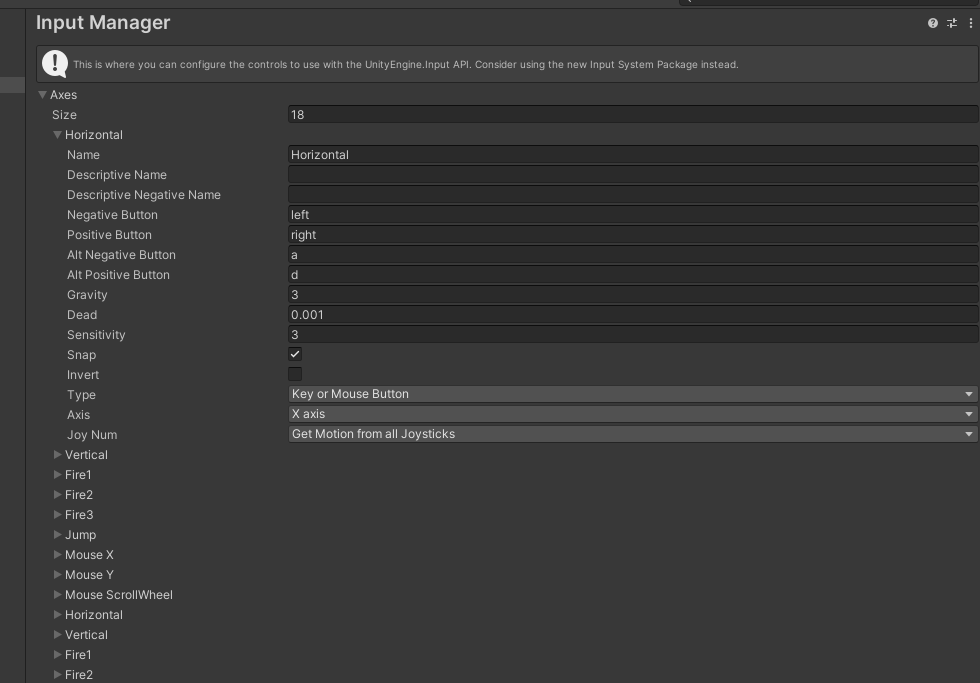 Input Manager
This is where you can configure the controls to use with the UnityEngine.Input API. Consider using the new Input System Package instead.
Axes
Size 18
Horizontal
Name Horizontal
Descriptive Name
Descriptive Negative Name
Negative Button left
Positive Button right
Alt Negative Button a
Alt Positive Button d
Gravity 3
Dead 0.001
Sensitivity 3
Snap
Invert
Type Key or Mouse Button
Axis X axis
Joy Num Get Motion from all Joysticks
Vertical
Fire1
Fire2
Fire3
Jump
Mouse X
Mouse Y
Mouse ScrollWheel
Horizontal
Vertical
Fire1
Fire2